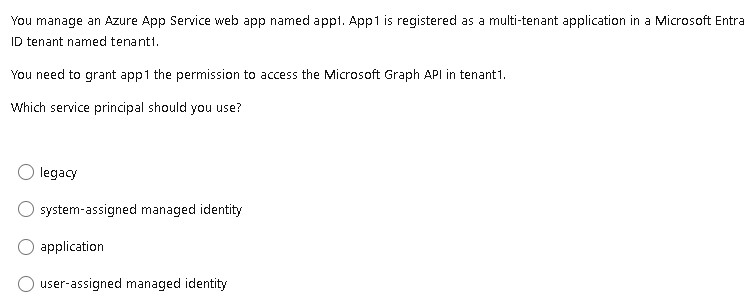 You manage an Azure App Service web app named app1. App1 is registered as a multi-tenant application in a Microsoft Entra
ID tenant named tenant1.
You need to grant app1 the permission to access the Microsoft Graph API in tenant1.
Which service principal should you use?
legacy
system-assigned managed identity
application
user-assigned managed identity